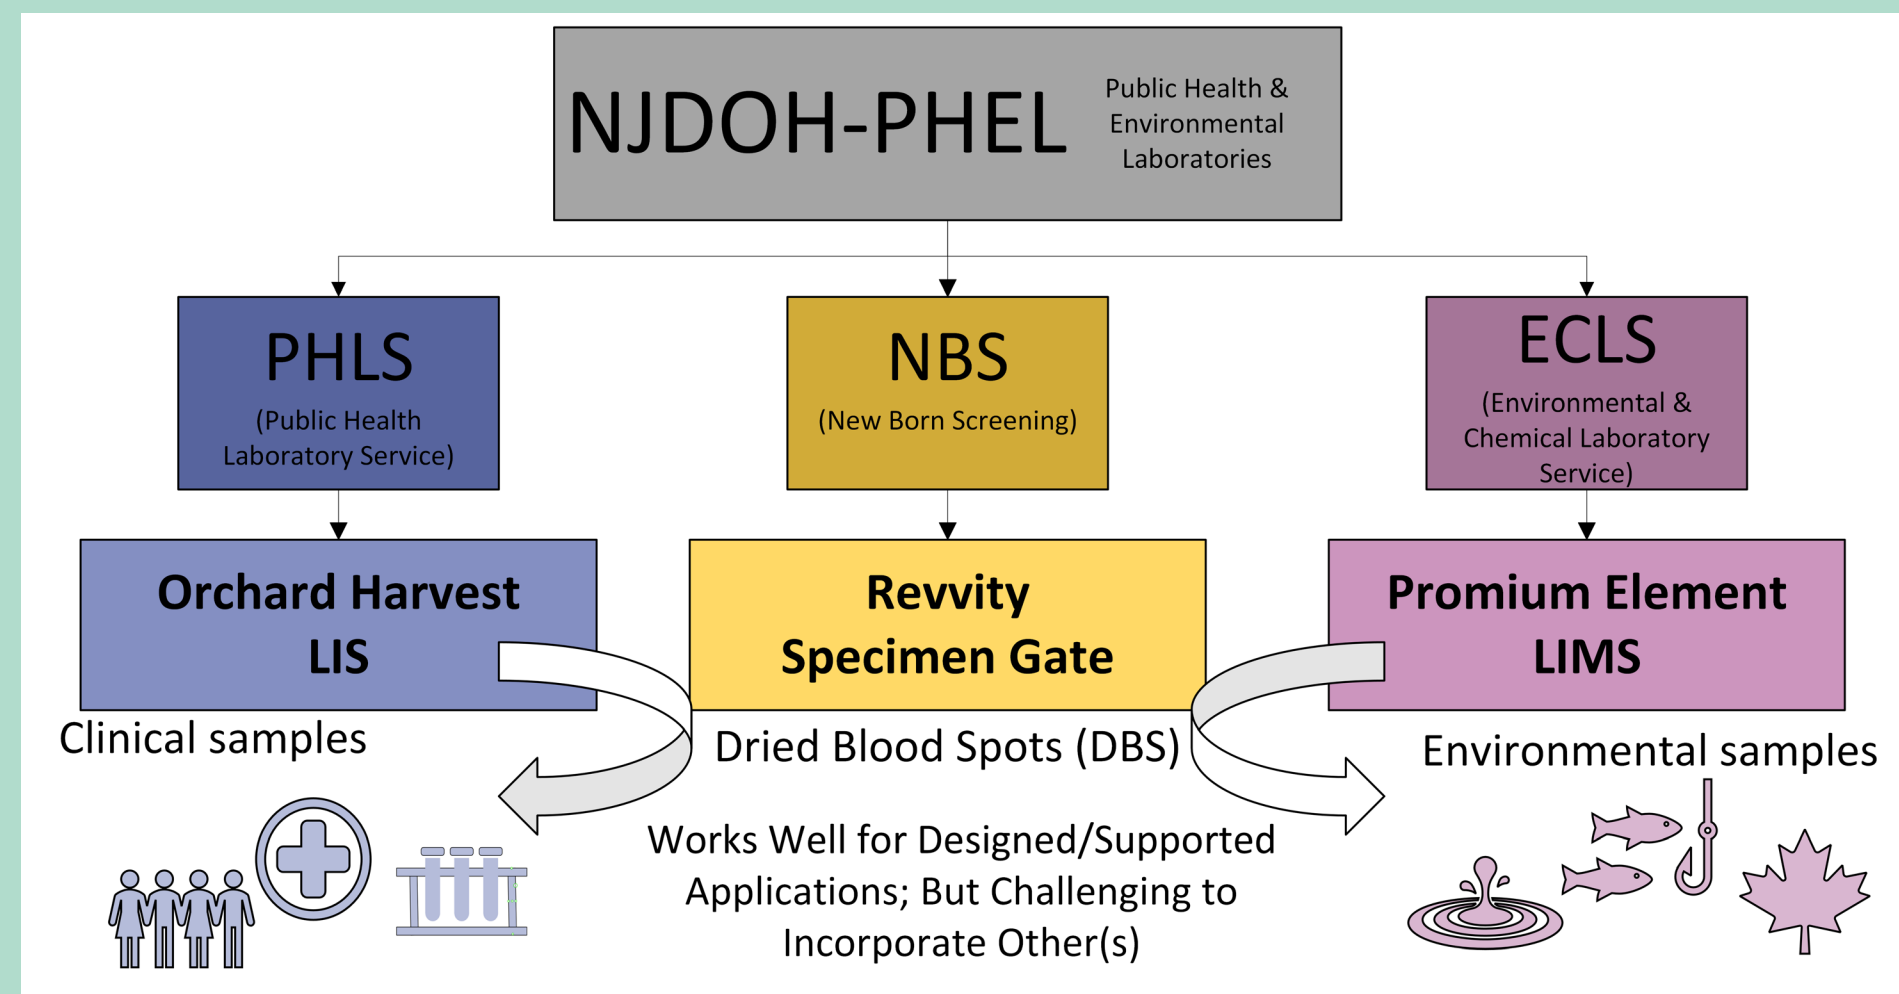 NJDOH-PHEL
Public Health &
Environmental
Laboratories
PHLS
(Public Health
Laboratory Service)
NBS
(New Born Screening)
ECLS
(Environmental &
Chemical Laboratory
Service)
Orchard Harvest
LIS
Revvity
Specimen Gate
Promium Element
LIMS
Clinical samples
Dried Blood Spots (DBS)
Environmental samples
Works Well for Designed/Supported
Applications; But Challenging to
Incorporate Other(s)